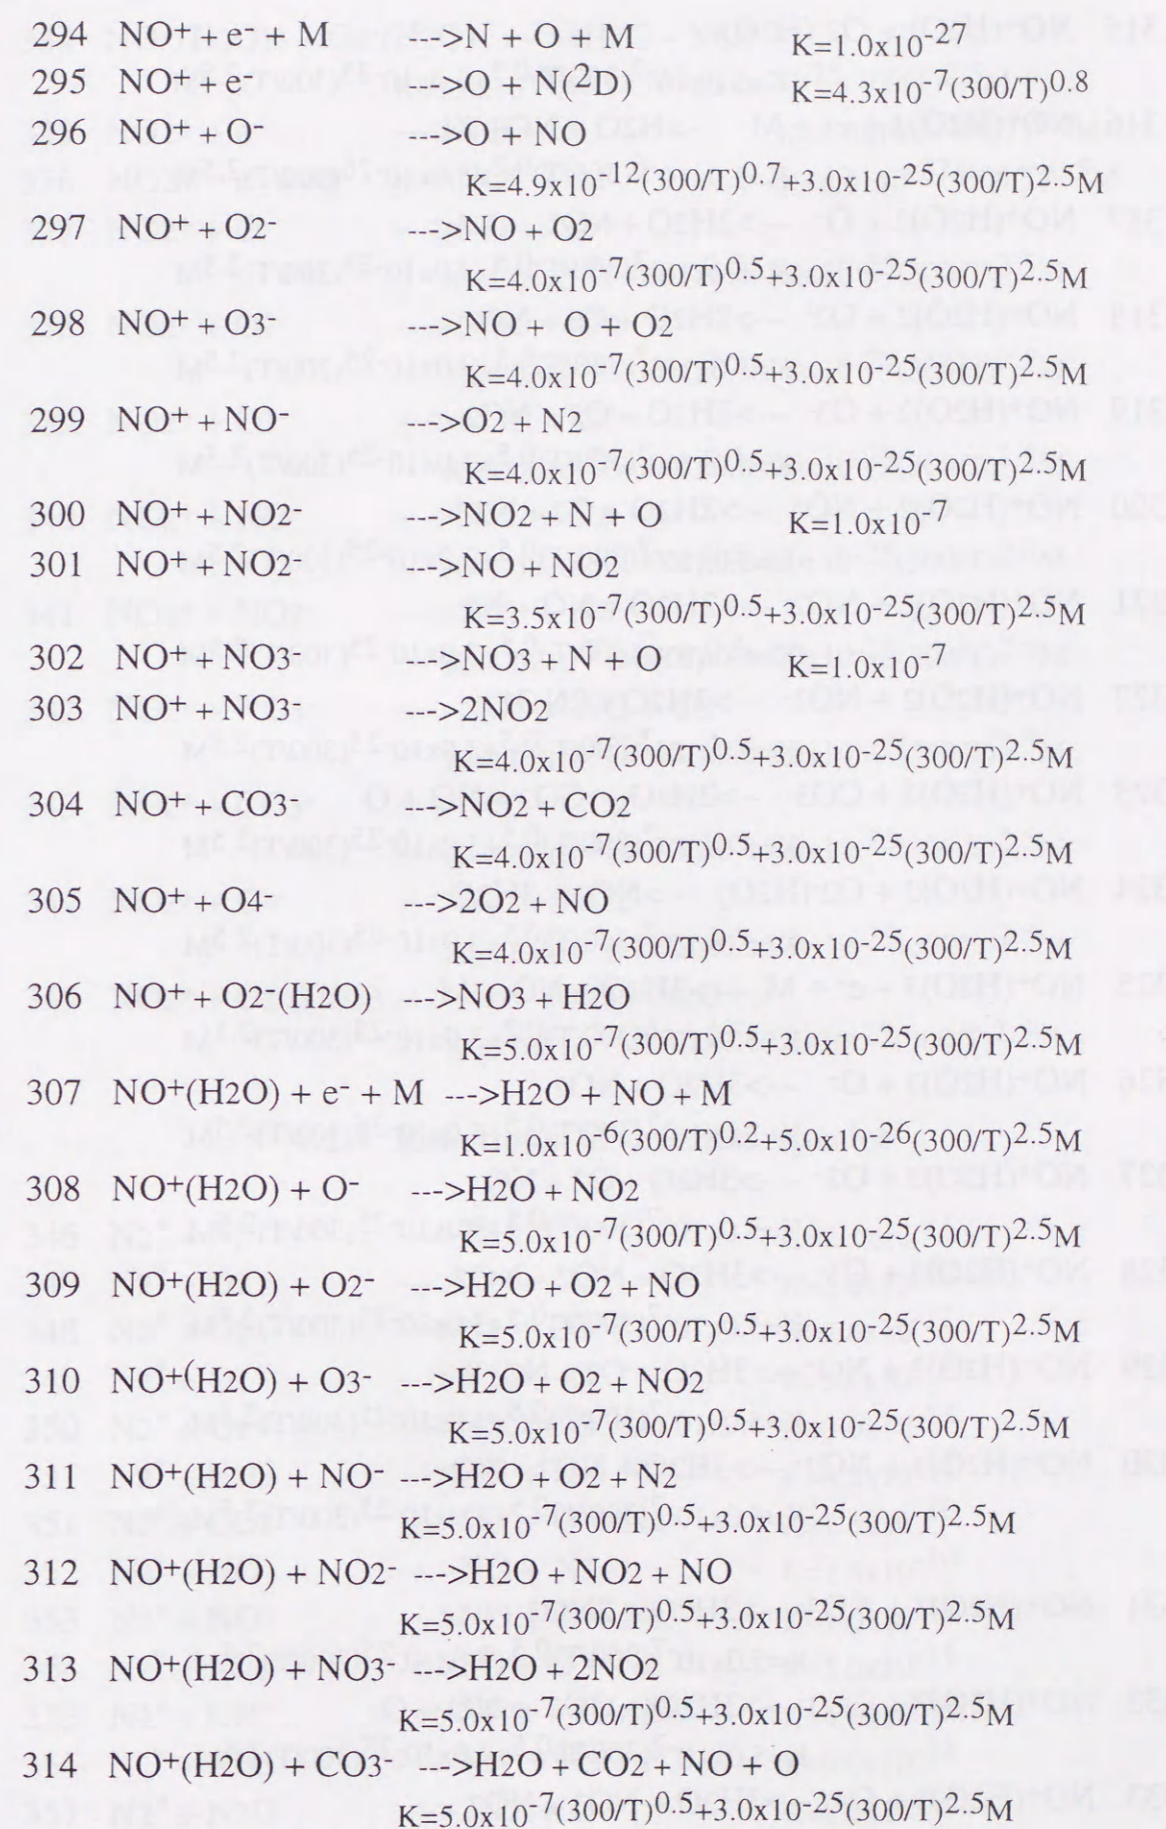 294 NO+ + e- + M --->N + O + M K=1.0x10-27
295 NO+ + e- --->O + N(2D) K=4.3x10-7(300/T)0.8
296 NO+ + O- --->O + NO
K=4.9x10-12(300/T)0.7+3.0x10-25(300/T)2.5M
297 NO+ + O2- --->NO + O2
K=4.0x10-7(300/T)0.5+3.0x10-25(300/T)2.5M
298 NO+ + O3- --->NO + O + O2
K=4.0x10-7(300/T)0.5+3.0x10-25(300/T)2.5M
299 NO+ + NO- --->O2 + N2
K=4.0x10-7(300/T)0.5+3.0x10-25(300/T)2.5M
300 NO+ + NO2- --->NO2 + N + O K=1.0x10-7
301 NO+ + NO2- --->NO + NO2
K=3.5x10-7(300/T)0.5+3.0x10-25(300/T)2.5M
302 NO+ + NO3- --->NO3 + N + O K=1.0x10-7
303 NO+ + NO3- --->2NO2
K=4.0x10-7(300/T)0.5+3.0x10-25(300/T)2.5M
304 NO+ + CO3- --->NO2 + CO2
K=4.0x10-7(300/T)0.5+3.0x10-25(300/T)2.5M
305 NO+ + O4- --->2O2 + NO
K=4.0x10-7(300/T)0.5+3.0x10-25(300/T)2.5M
306 NO+ + O2-(H2O) --->NO3 + H2O
K=5.0x10-7(300/T)0.5+3.0x10-25(300/T)2.5M
307 NO+(H2O) + e- + M --->H2O + NO + M
K=1.0x10-6(300/T)0.2+5.0x10-26(300/T)2.5M
308 NO+(H2O) + O- --->H2O + NO2
K=5.0x10-7(300/T)0.5+3.0x10-25(300/T)2.5M
309 NO+(H2O) + O2- --->H2O + O2 + NO
K=5.0x10-7(300/T)0.5+3.0x10-25(300/T)2.5M
310 NO+(H2O) + O3- --->H2O + O2 + NO2
K=5.0x10-7(300/T)0.5+3.0x10-25(300/T)2.5M
311 NO+(H2O) + NO- --->H2O + O2 + N2
K=5.0x10-7(300/T)0.5+3.0x10-25(300/T)2.5M
312 NO+(H2O) + NO2- --->H2O + NO2 + NO
K=5.0x10-7(300/T)0.5+3.0x10-25(300/T)2.5M
313 NO+(H2O) + NO3- --->H2O + 2NO2
K=5.0x10-7(300/T)0.5+3.0x10-25(300/T)2.5M
314 NO+(H2O) + CO3- --->H2O + CO2 + NO + O
K=5.0x10-7(300/T)0.5+3.0x10-25(300/T)2.5M